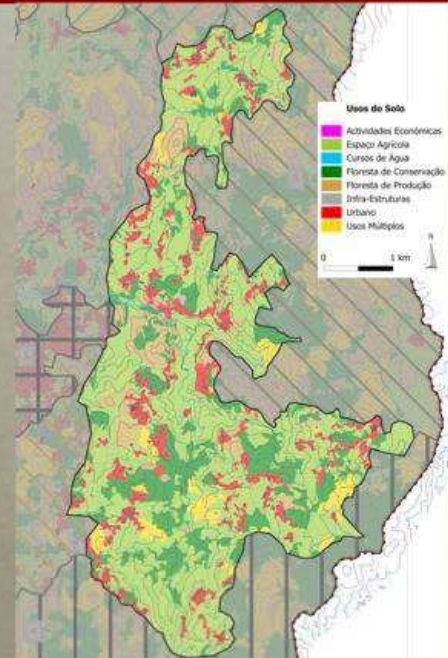 Usos do Solo
Actividades Económicas
Espaço Agrícola
Cursos de Água
Floresta de Conservação
Floresta de Produção
Infra-Estruturas
Urbano
Usos Múltiplos
N
0 1 km